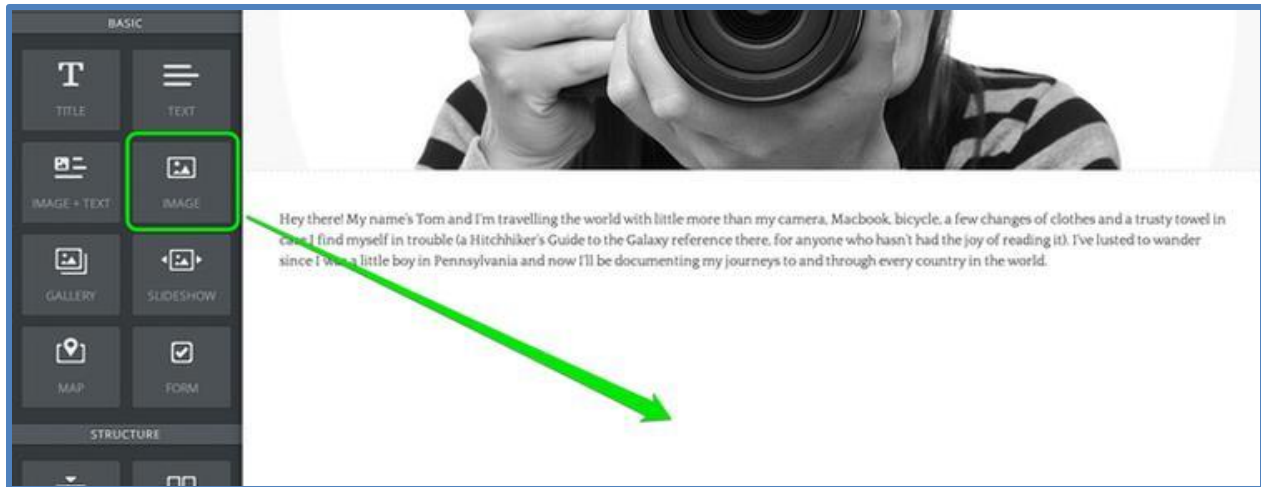 BASIC
TITLE
TEXT
IMAGE + TEXT
IMAGE
GALLERY
SLIDESHOW
MAP
FORM
STRUCTURE
Hey there! My name's Tom and I'm travelling the world with little more than my camera, Macbook, bicycle, a few changes of clothes and a trusty towel in
case I find myself in trouble (a Hitchhiker's Guide to the Galaxy reference there, for anyone who hasn't had the joy of reading it). I've lusted to wander
since I was a little boy in Pennsylvania and now I'll be documenting my journeys to and through every country in the world.